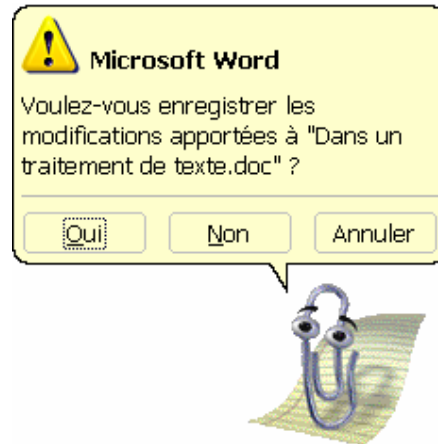 Microsoft Word
Voulez-vous enregistrer les
modifications apportées à "Dans un
traitement de texte.doc" ?
Oui Non Annuler